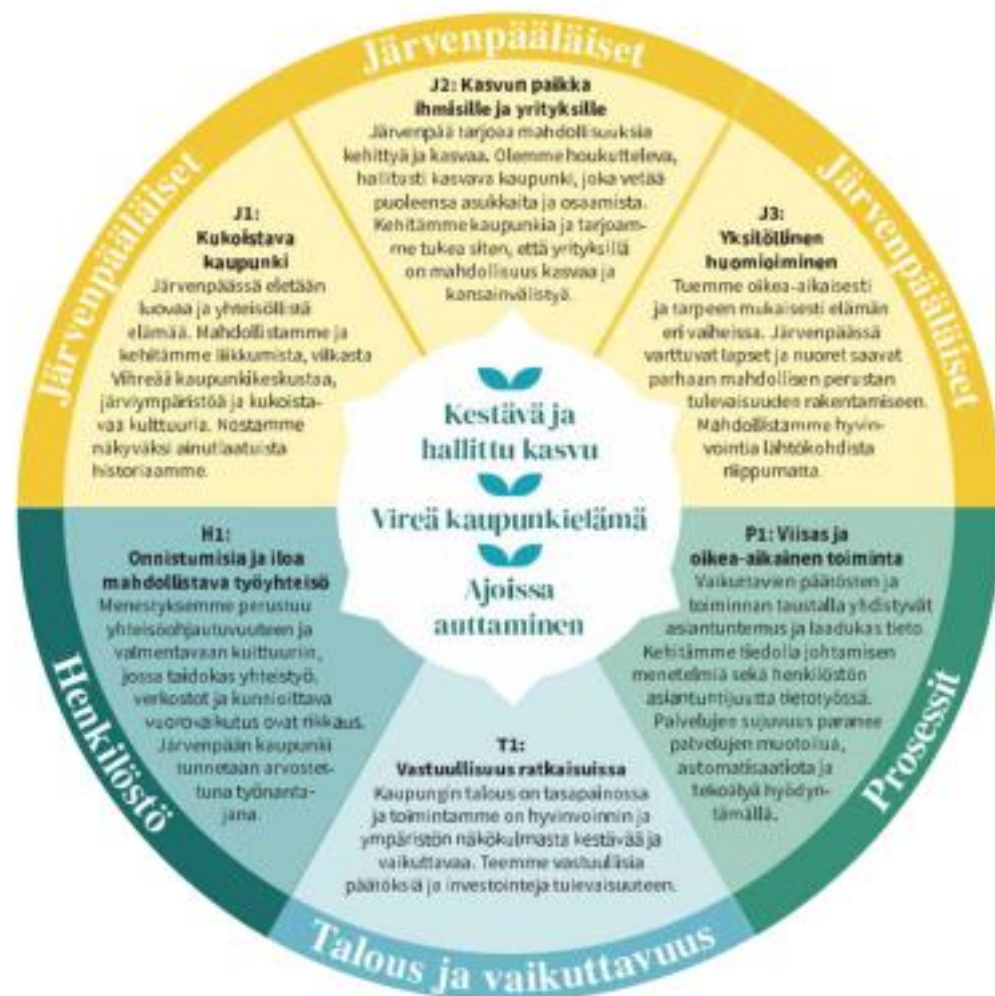 Järvenpääläiset
J2: Kasvun paikka
ihmisille ja yrityksille
Järvenpää tarjoaa mahdollisuuksia
kehittyä ja kasvaa. Olemme houkutteleva,
hallitusti kasvava kaupunki, joka vetää
puoleensa asukkaita ja osaamista.
Kehitämme kaupunkia ja tarjoam-
me tukea siten, että yrityksillä
on mahdollisuus kasvaa ja
kansainvälistyä.
Järvenpääläiset
J1:
Kukoistava
kaupunki
Järvenpäässä eletään
luovaa ja yhteisöllistä
elämää. Mahdollistamme ja
kehitämme liikkumista, vilkasta
Vihreää kaupunkikeskustaa,
järviympäristöä ja kukoista-
vaa kulttuuria. Nostamme
näkyväksi ainutlaatuista
historiaamme.
Järvenpääläiset
J3:
Yksilöllinen
huomioiminen
Tuemme oikea-aikaisesti
ja tarpeen mukaisesti elämän
eri vaiheissa. Järvenpäässä
varttuvat lapset ja nuoret saavat
parhaan mahdollisen perustan
tulevaisuuden rakentamiseen.
Mahdollistamme hyvin-
vointia lähtökohdista
riippumatta.
Kestävä ja
hallittu kasvu
Vireä kaupunkielämä
Ajoissa
auttaminen
Henkilöstö
H1:
Onnistumisia ja iloa
mahdollistava työyhteisö
Menestyksemme perustuu
yhteisöohjautuvuuteen ja
valmentavaan kulttuuriin,
jossa taidokas yhteistyö,
verkostot ja kunnioittava
vuorovaikutus ovat rikkaus.
Järvenpään kaupunki
tunnetaan arvostet-
tuna työnanta-
jana.
Prosessit
P1: Viisas ja
oikea-aikainen toiminta
Vaikuttavien päätösten ja
toiminnan taustalla yhdistyvät
asiantuntemus ja laadukas tieto.
Kehitämme tiedolla johtamisen
menetelmiä sekä henkilöstön
asiantuntijuutta tietotyössä.
Palvelujen sujuvuus paranee
palvelujen muotoilua,
automatisaatiota ja
tekoälyä hyödyn-
tämällä.
T1:
Vastuullisuus ratkaisuissa
Kaupungin talous on tasapainossa
ja toimintamme on hyvinvoinnin ja
ympäristön näkökulmasta kestävää ja
vaikuttavaa. Teemme vastuullisia
päätöksiä ja investointeja tulevaisuuteen.
Talous ja vaikuttavuus